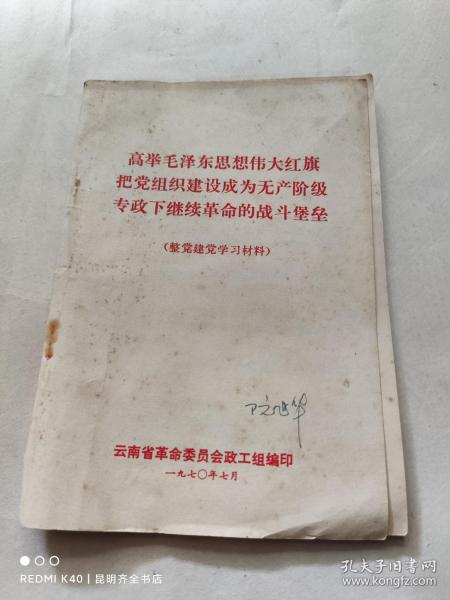 高举毛泽东思想伟大红旗
把党组织建设成为无产阶级
专政下继续革命的战斗堡垒
(整党建党学习材料)
云南省革命委员会政工组编印
一九七〇年七月
REDMI K40 | 昆明齐全书店
孔夫子旧书网
www.kongfz.com